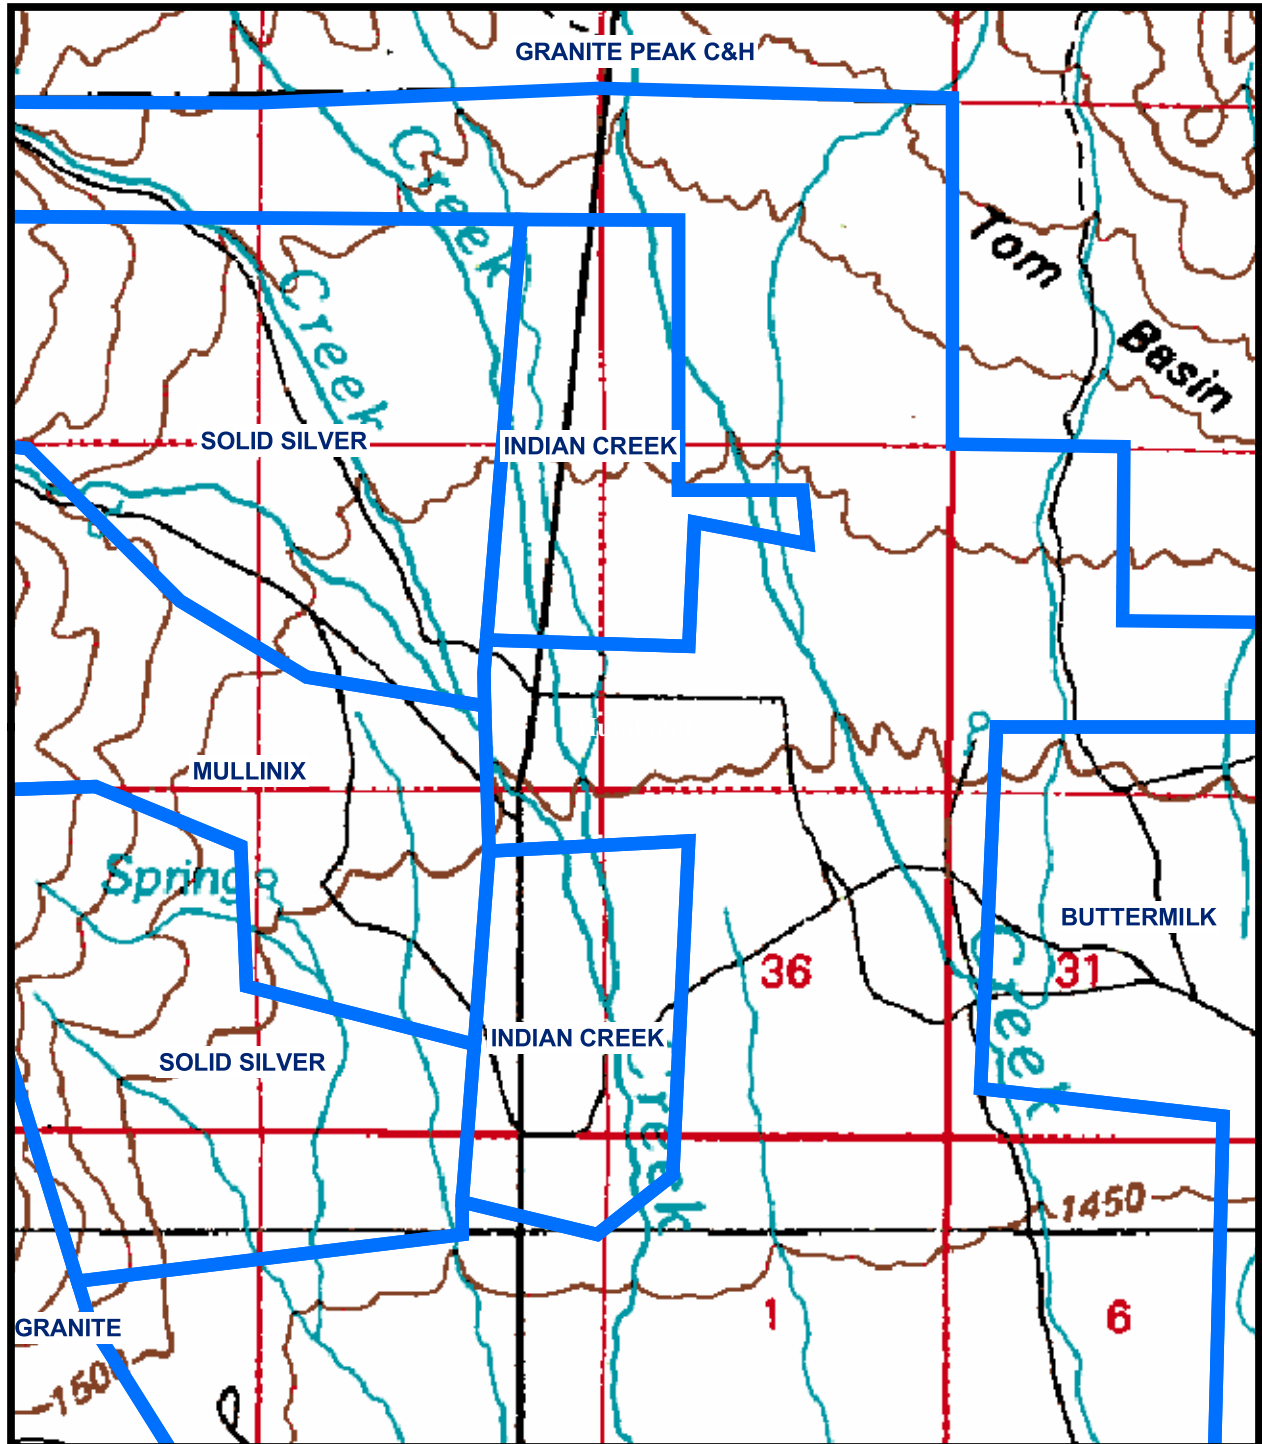 GRANITE PEAK C&H
Creek
Tom
Creek
Basin
SOLID SILVER
INDIAN CREEK
MULLINIX
Spring
BUTTERMILK
36
31
Creek
INDIAN CREEK
SOLID SILVER
Creek
1450
1
6
GRANITE
1500